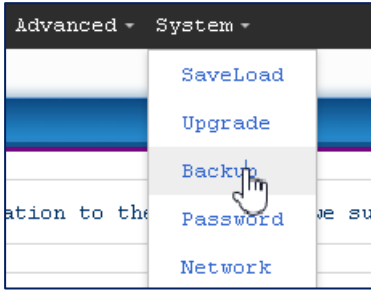 Advanced System
SaveLoad
Upgrade
Backup
ation to the
Password
we su
Network